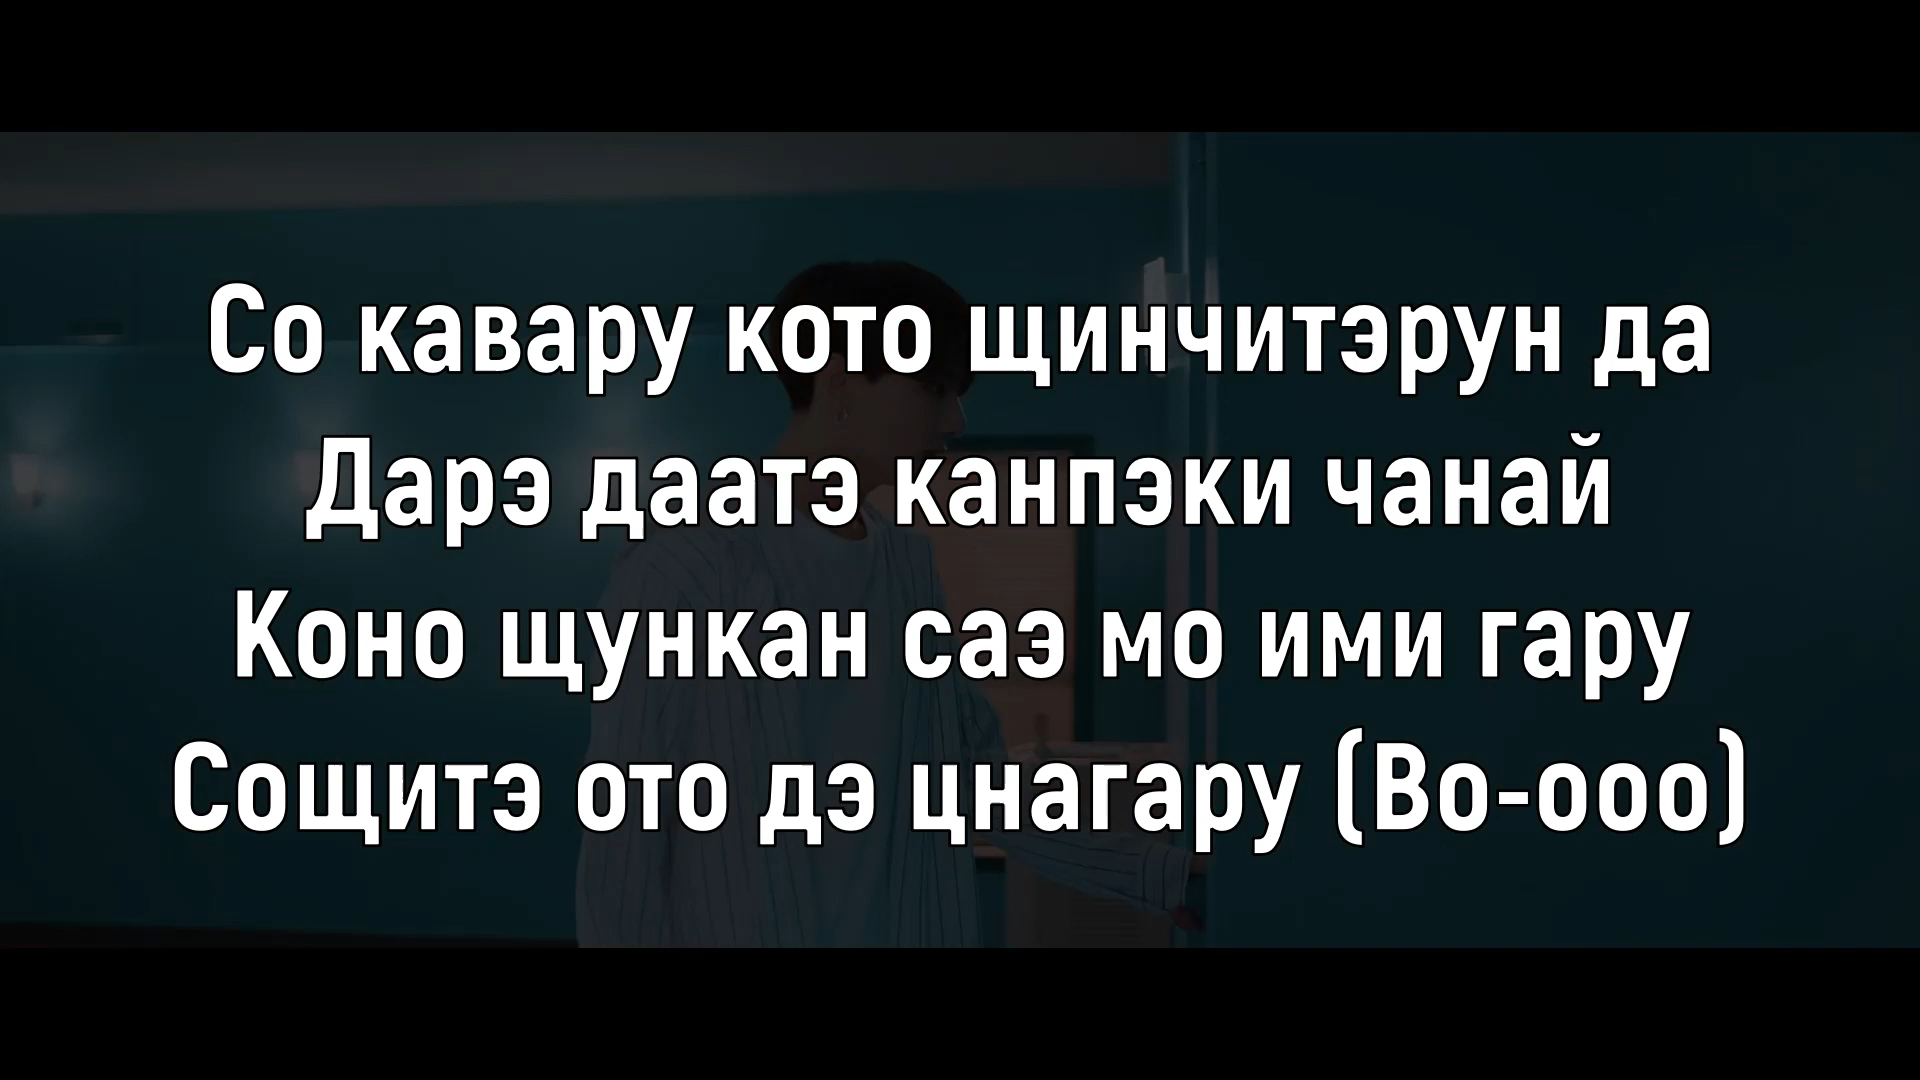 Со кавару кото щинчитэрун да
Дарэ даатэ канпэки чанай
Коно щункан саэ мо ими гару
Сощитэ ото дэ цнагару (Во-ооо)